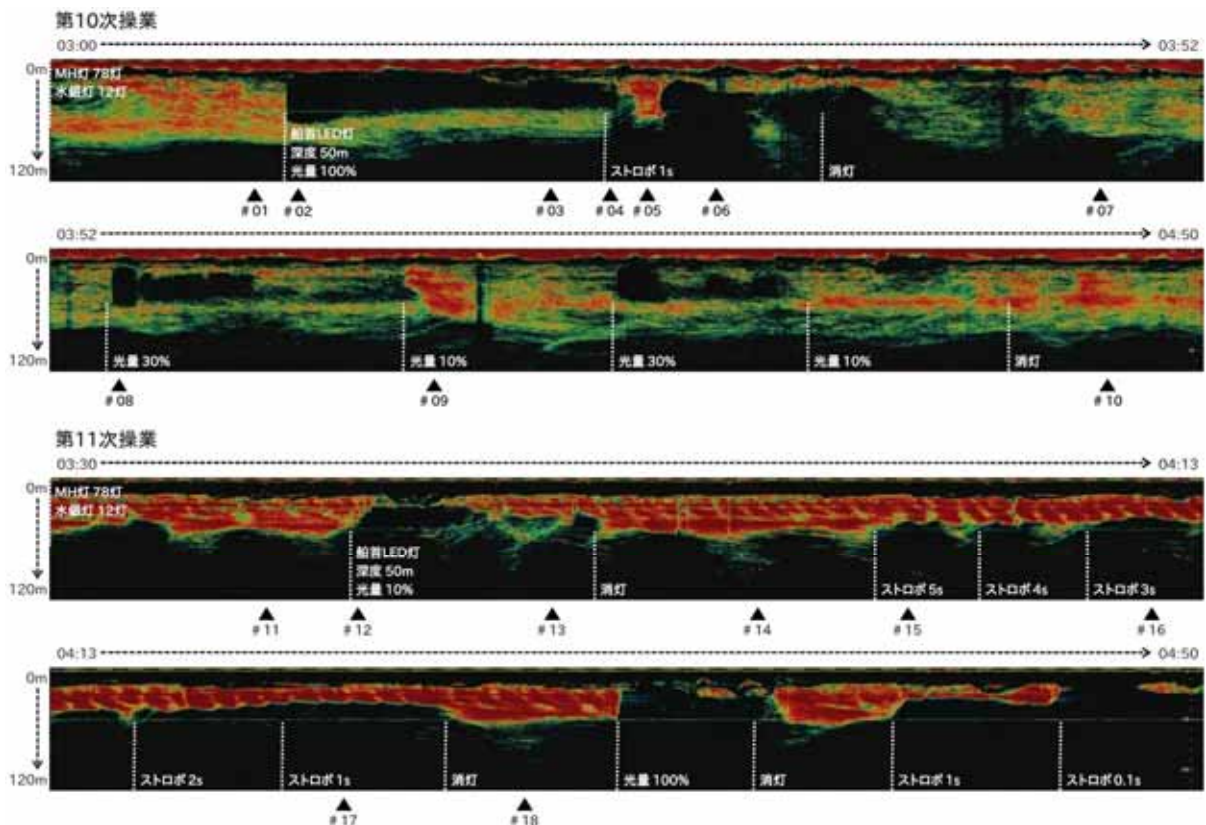 第10次操業
03:00 03:52
0m
MH灯 78灯
水中灯 12灯
船首LED灯
深度 50m
光量 100%
ストロボ 1s
消灯
120m
#01 #02 #03 #04 #05 #06 #07
03:52 04:50
0m
光量 30% 光量 10% 光量 30% 光量 10% 消灯
120m
#08 #09 #10
第11次操業
03:30 04:13
0m
MH灯 78灯
水中灯 12灯
船首LED灯
深度 50m
光量 10%
消灯
ストロボ 5s ストロボ 4s ストロボ 3s
120m
#11 #12 #13 #14 #15 #16
04:13 04:50
0m
ストロボ 2s ストロボ 1s 消灯 光量 100% 消灯 ストロボ 1s ストロボ 0.1s
120m
#17 #18